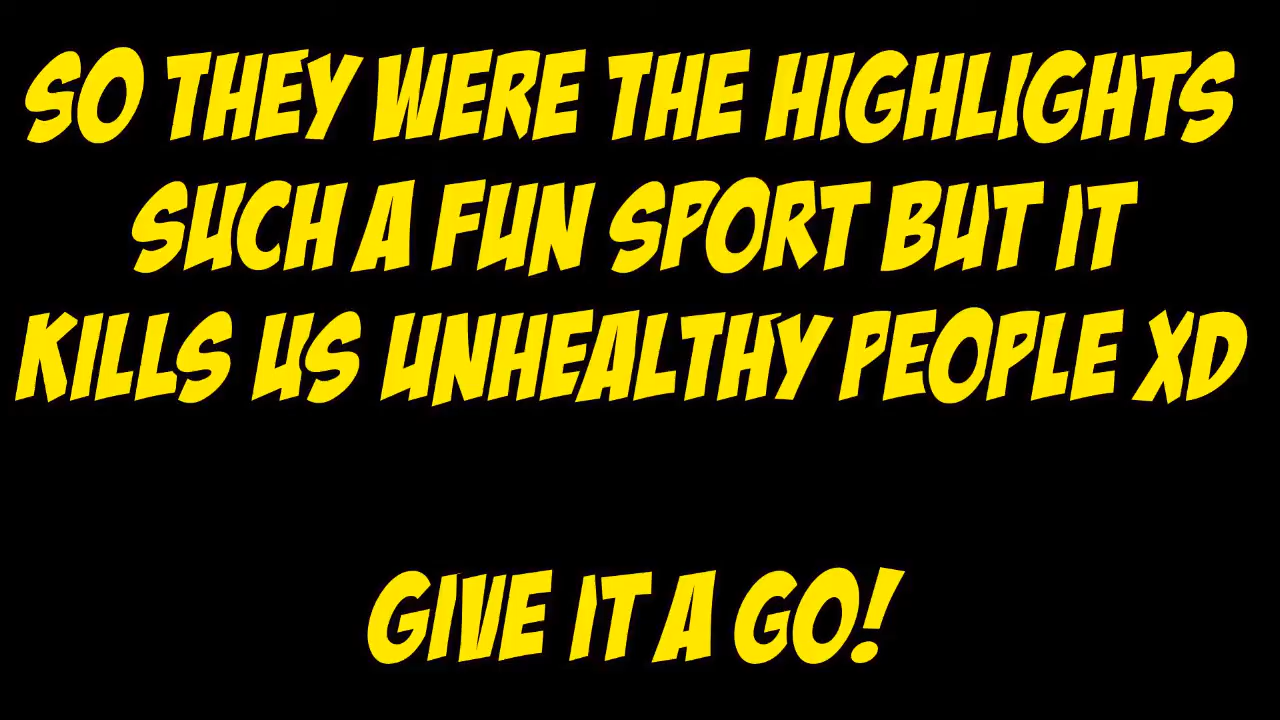 SO THEY WERE THE HIGHLIGHTS
SUCH A FUN SPORT BUT IT
KILLS US UNHEALTHY PEOPLE XD
GIVE IT A GO!